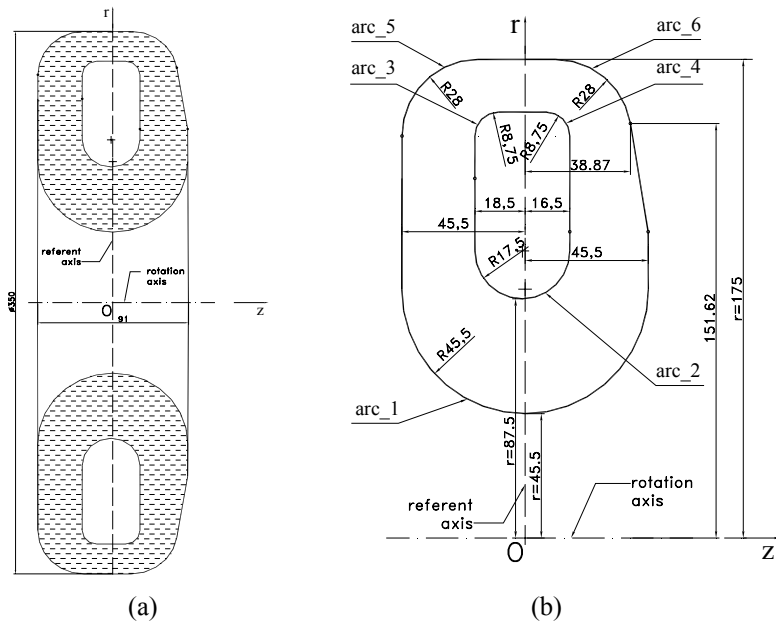 r
ø350
referent
axis
rotation
axis
O
z
91
(a)
arc_5
r
arc_6
arc_3
arc_4
R28
R28
R8,75
R8,75
38.87
18,5
16,5
45,5
R17,5
45,5
151.62
r=175
R45,5
arc_2
arc_1
r=87.5
r=45.5
referent
axis
rotation
axis
O
z
(b)